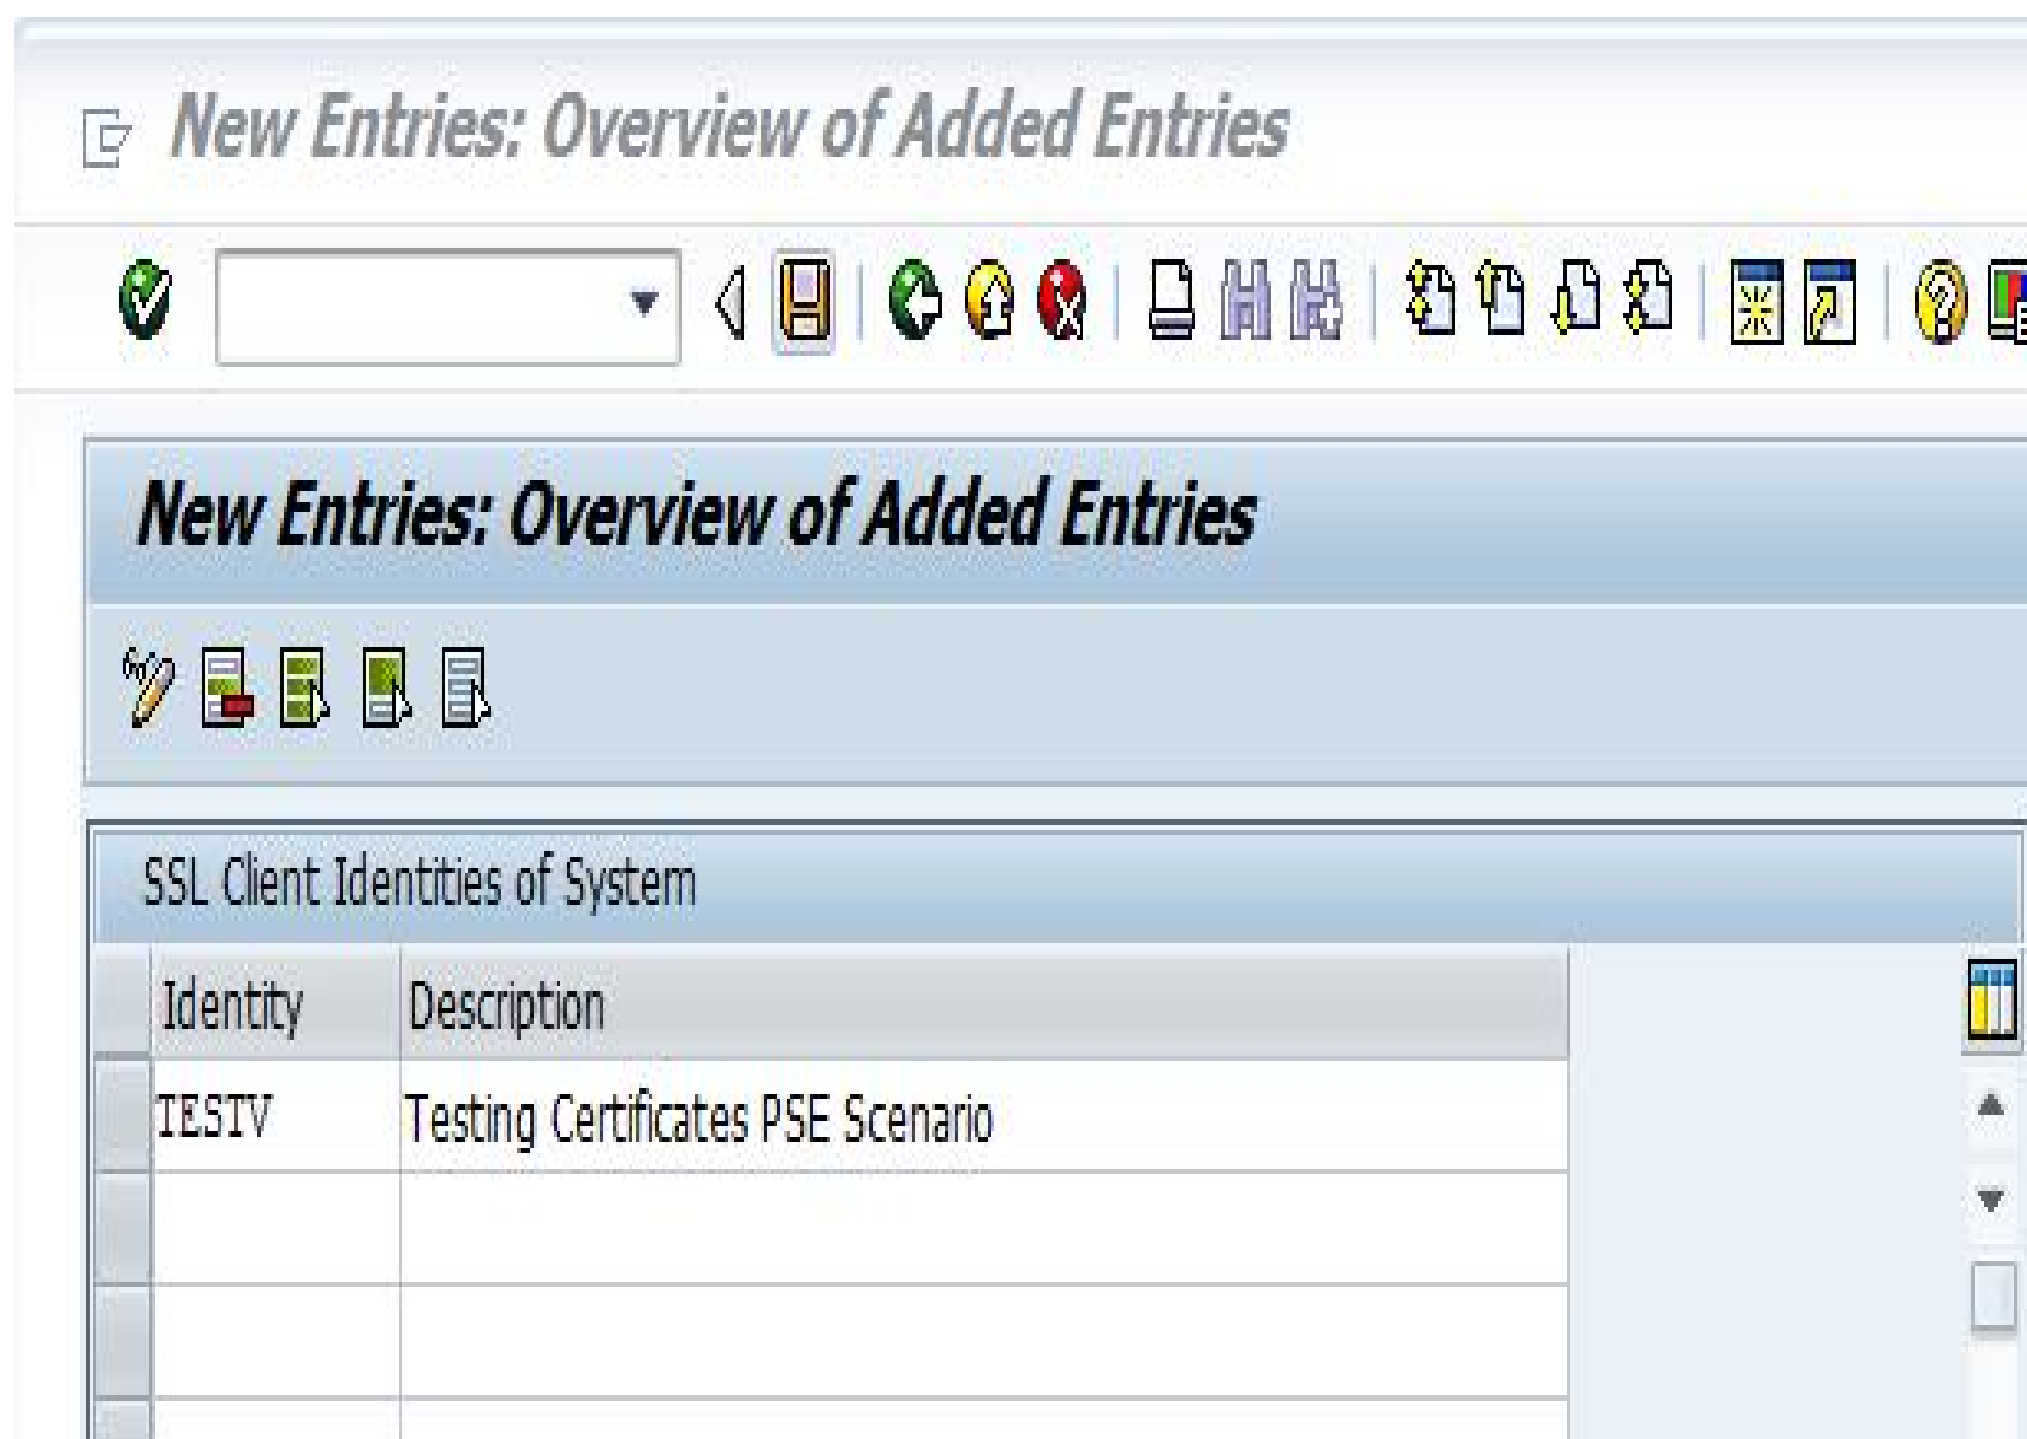 New Entries: Overview of Added Entries
New Entries: Overview of Added Entries
SSL Client Identities of System
Identity Description
TESTV Testing Certificates PSE Scenario